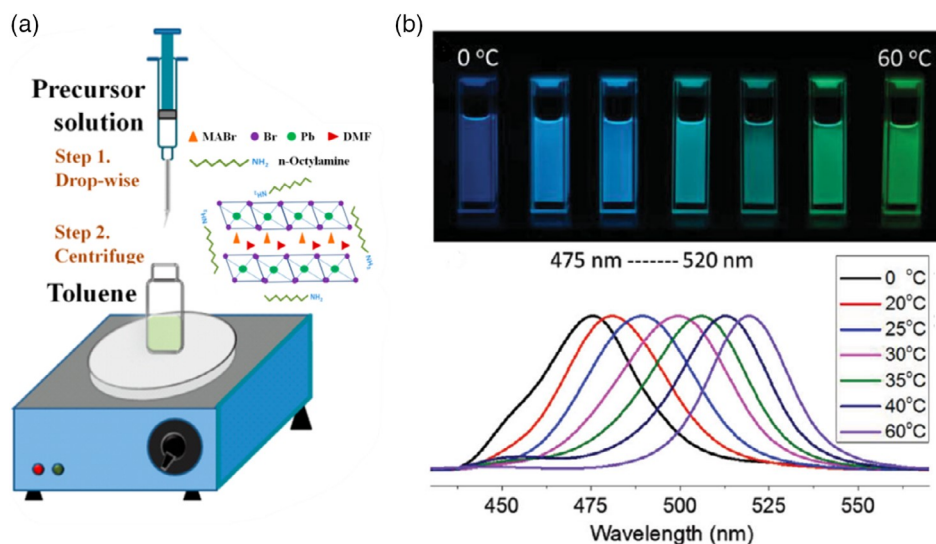 (a)
Precursor
solution
Step 1.
Drop-wise
Step 2.
Centrifuge
Toluene
MABr Br Pb DMF
NH₂ n-Octylamine
NH₂
NH₂
NH₂
NH₂
(b)
0 °C 60 °C
475 nm ------- 520 nm
0 °C
20°C
25°C
30°C
35°C
40°C
60°C
450 475 500 525 550
Wavelength (nm)